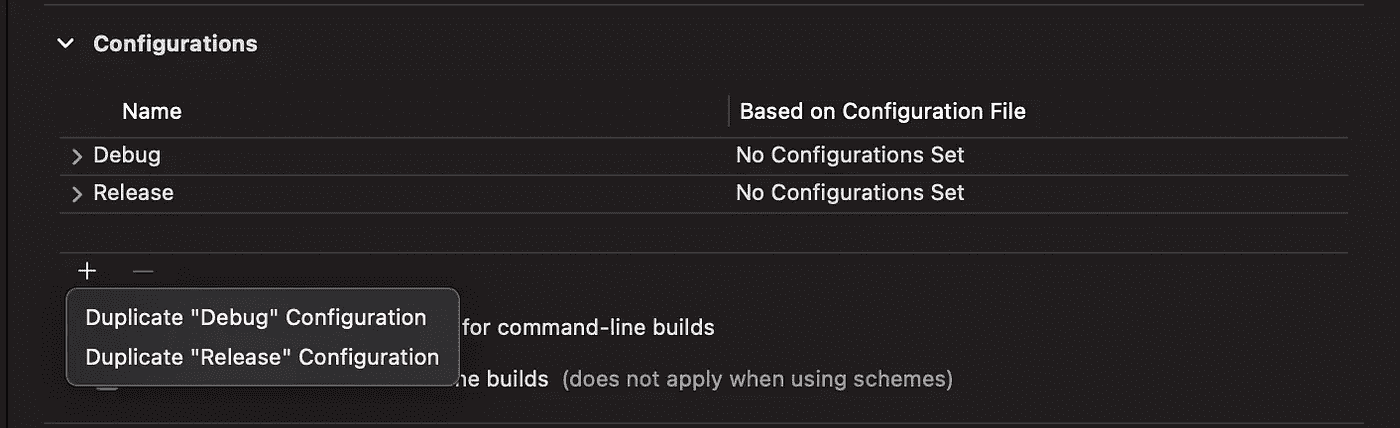 Configurations
Name Based on Configuration File
Debug No Configurations Set
Release No Configurations Set
Duplicate "Debug" Configuration
for command-line builds
Duplicate "Release" Configuration
builds (does not apply when using schemes)